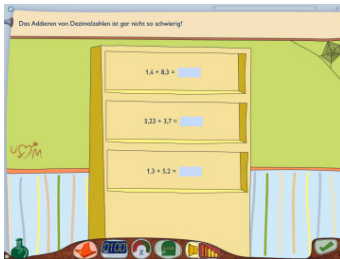 Das Addieren von Dezimalzahlen ist gar nicht so schwierig!
1,4 + 8,3 =
5,23 + 3,7 =
1,3 + 5,2 =